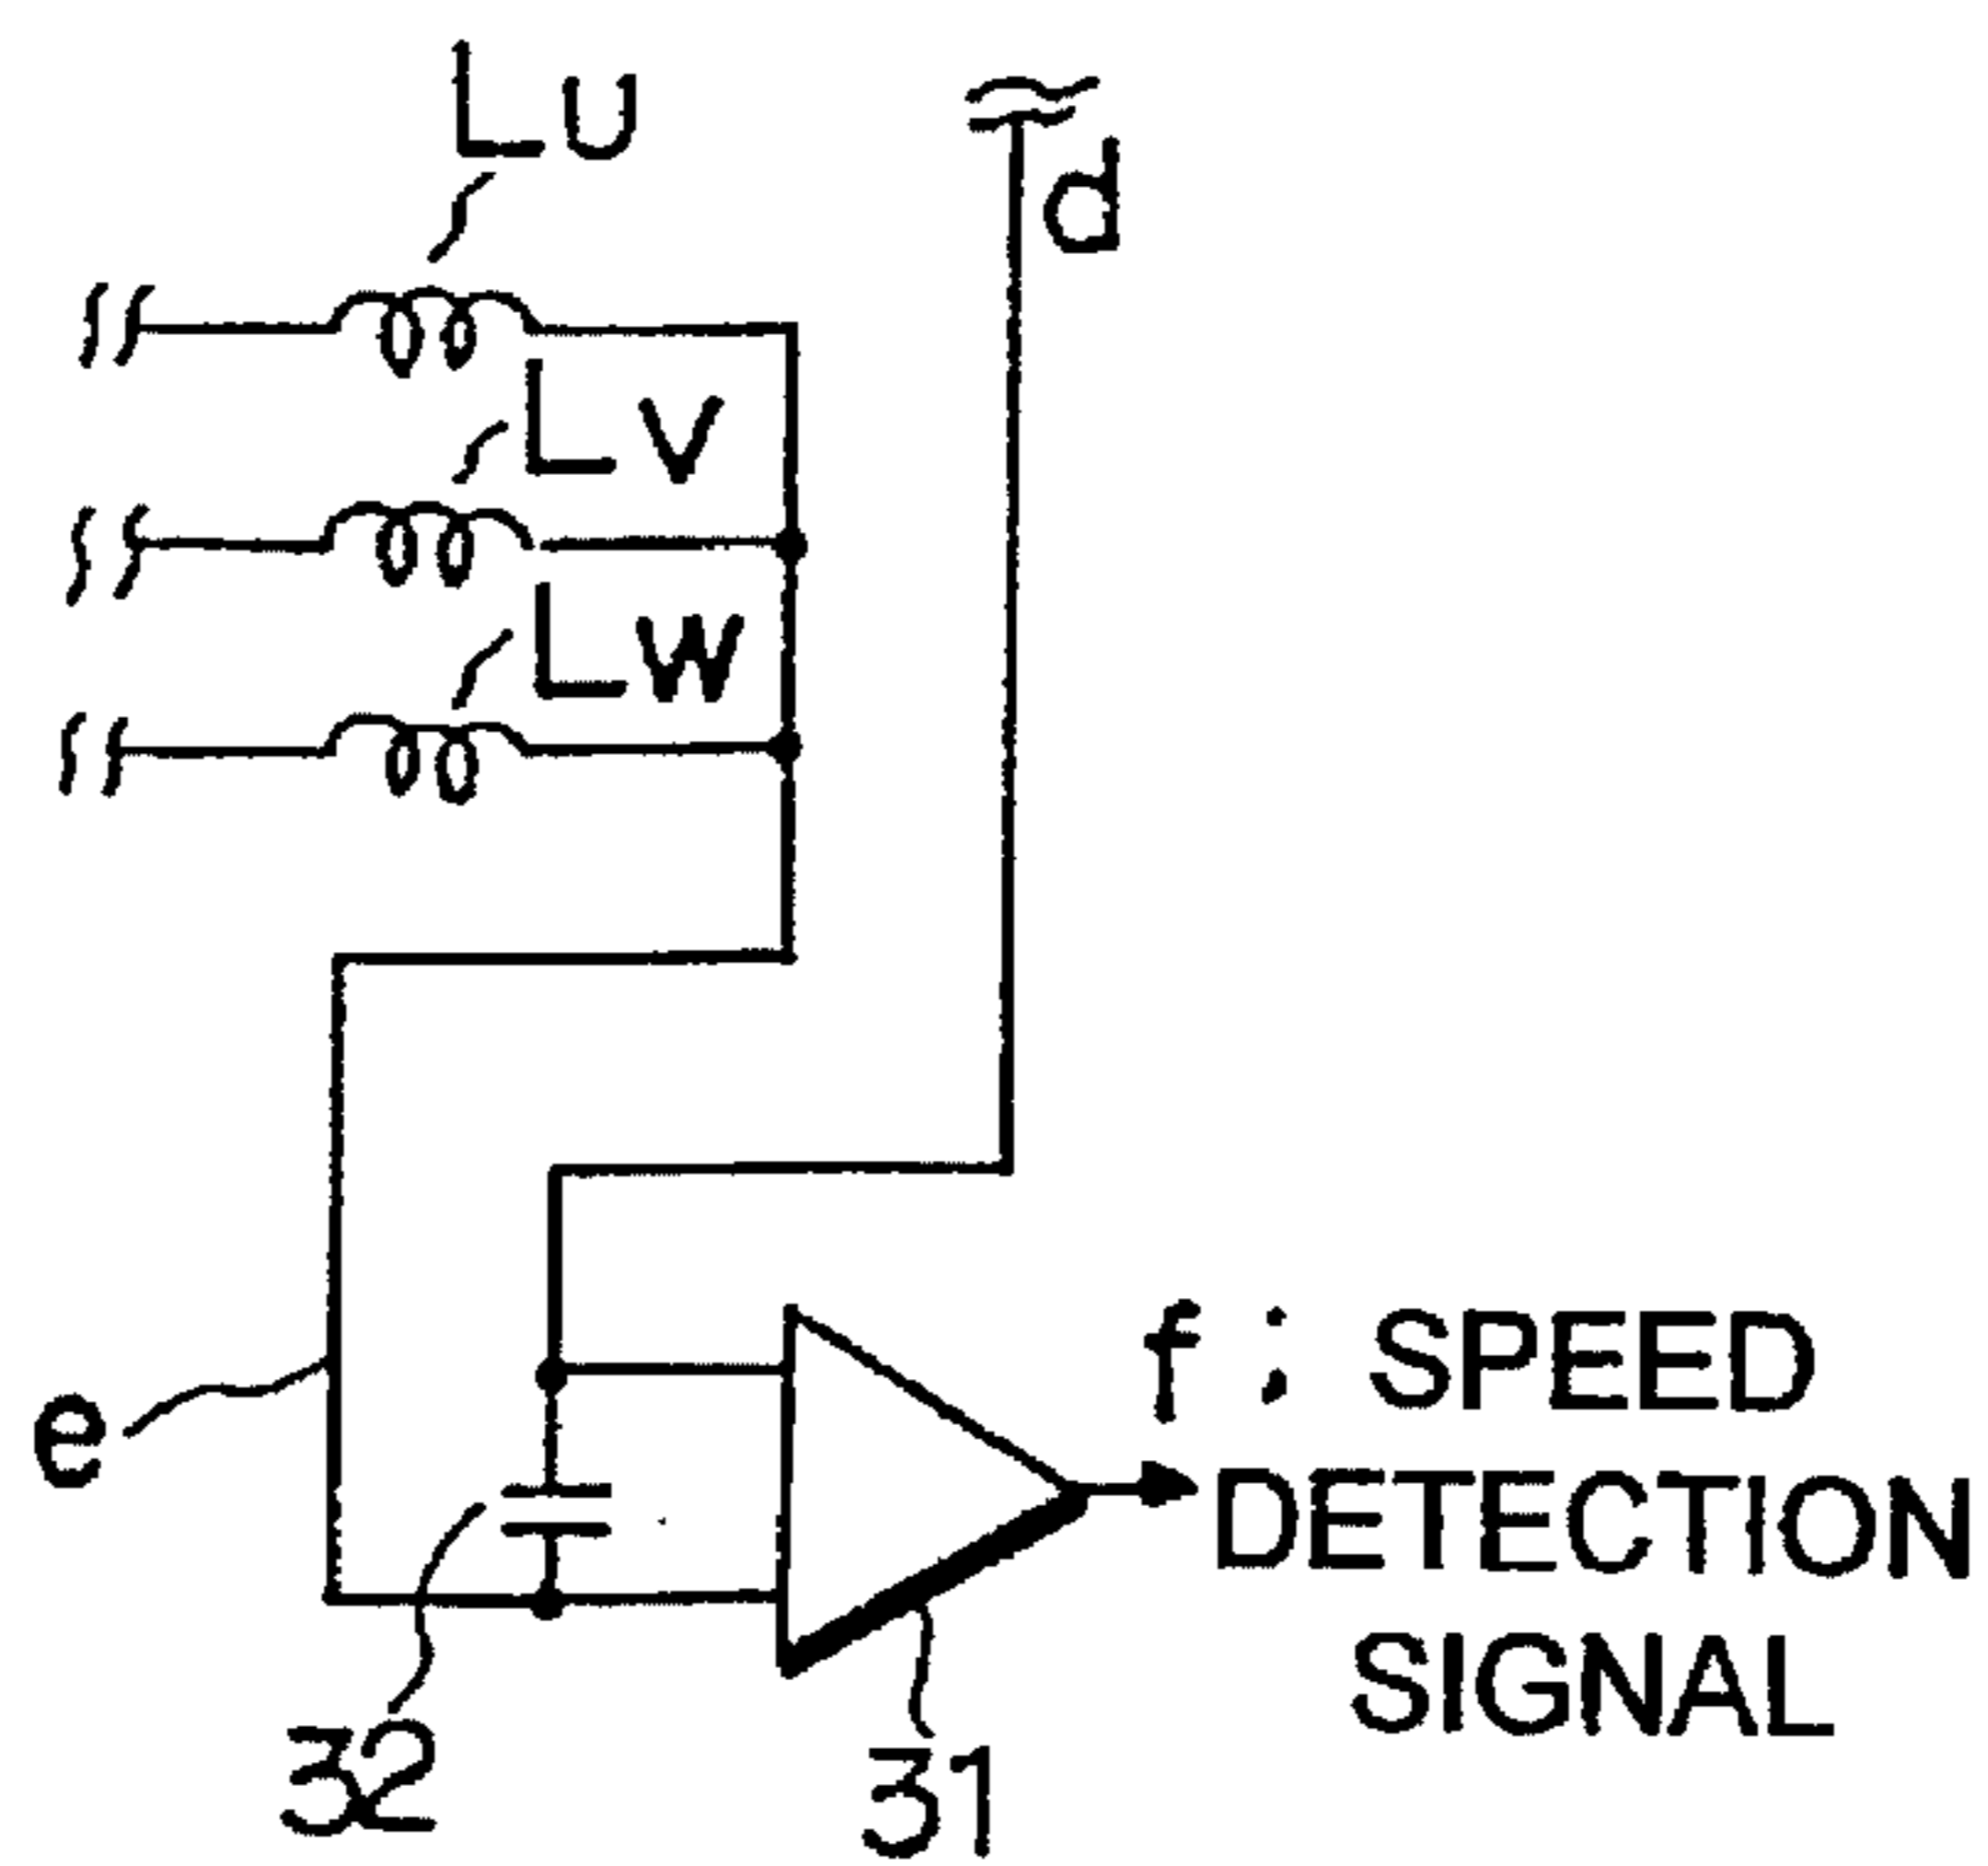 LU
d
LV
LW
f ; SPEED
DETECTION
SIGNAL
e
32
31